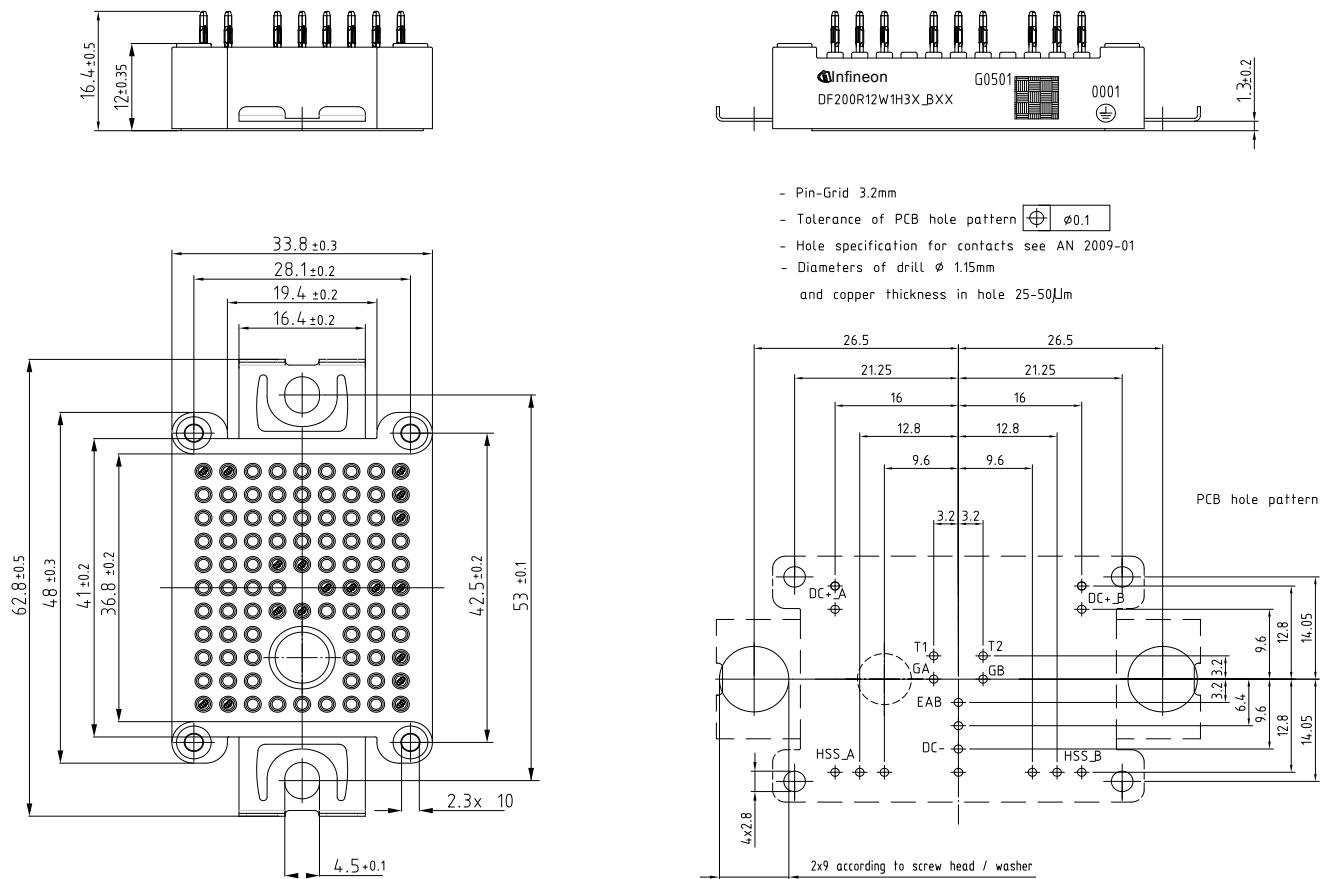 16.4±0.5
12±0.35
Infineon
DF200R12W1H3X_BXX
G0501
0001
1.3±0.2
- Pin-Grid 3.2mm
- Tolerance of PCB hole pattern ⌀0.1
- Hole specification for contacts see AN 2009-01
- Diameters of drill ⌀ 1.15mm
and copper thickness in hole 25-50µm
33.8 ±0.3
28.1±0.2
19.4 ±0.2
16.4±0.2
62.8±0.5
48 ±0.3
41±0.2
36.8 ±0.2
42.5±0.2
53 ±0.1
2.3x 10
4.5+0.1
26.5 26.5
21.25 21.25
16 16
12.8 12.8
9.6 9.6
3.2 3.2
PCB hole pattern
DC+_A
DC+_B
T1
T2
GA
GB
EAB
DC-
HSS_A
HSS_B
3.2
9.6
12.8
14.05
3.2
6.4
9.6
12.8
14.05
4x2.8
2x9 according to screw head / washer